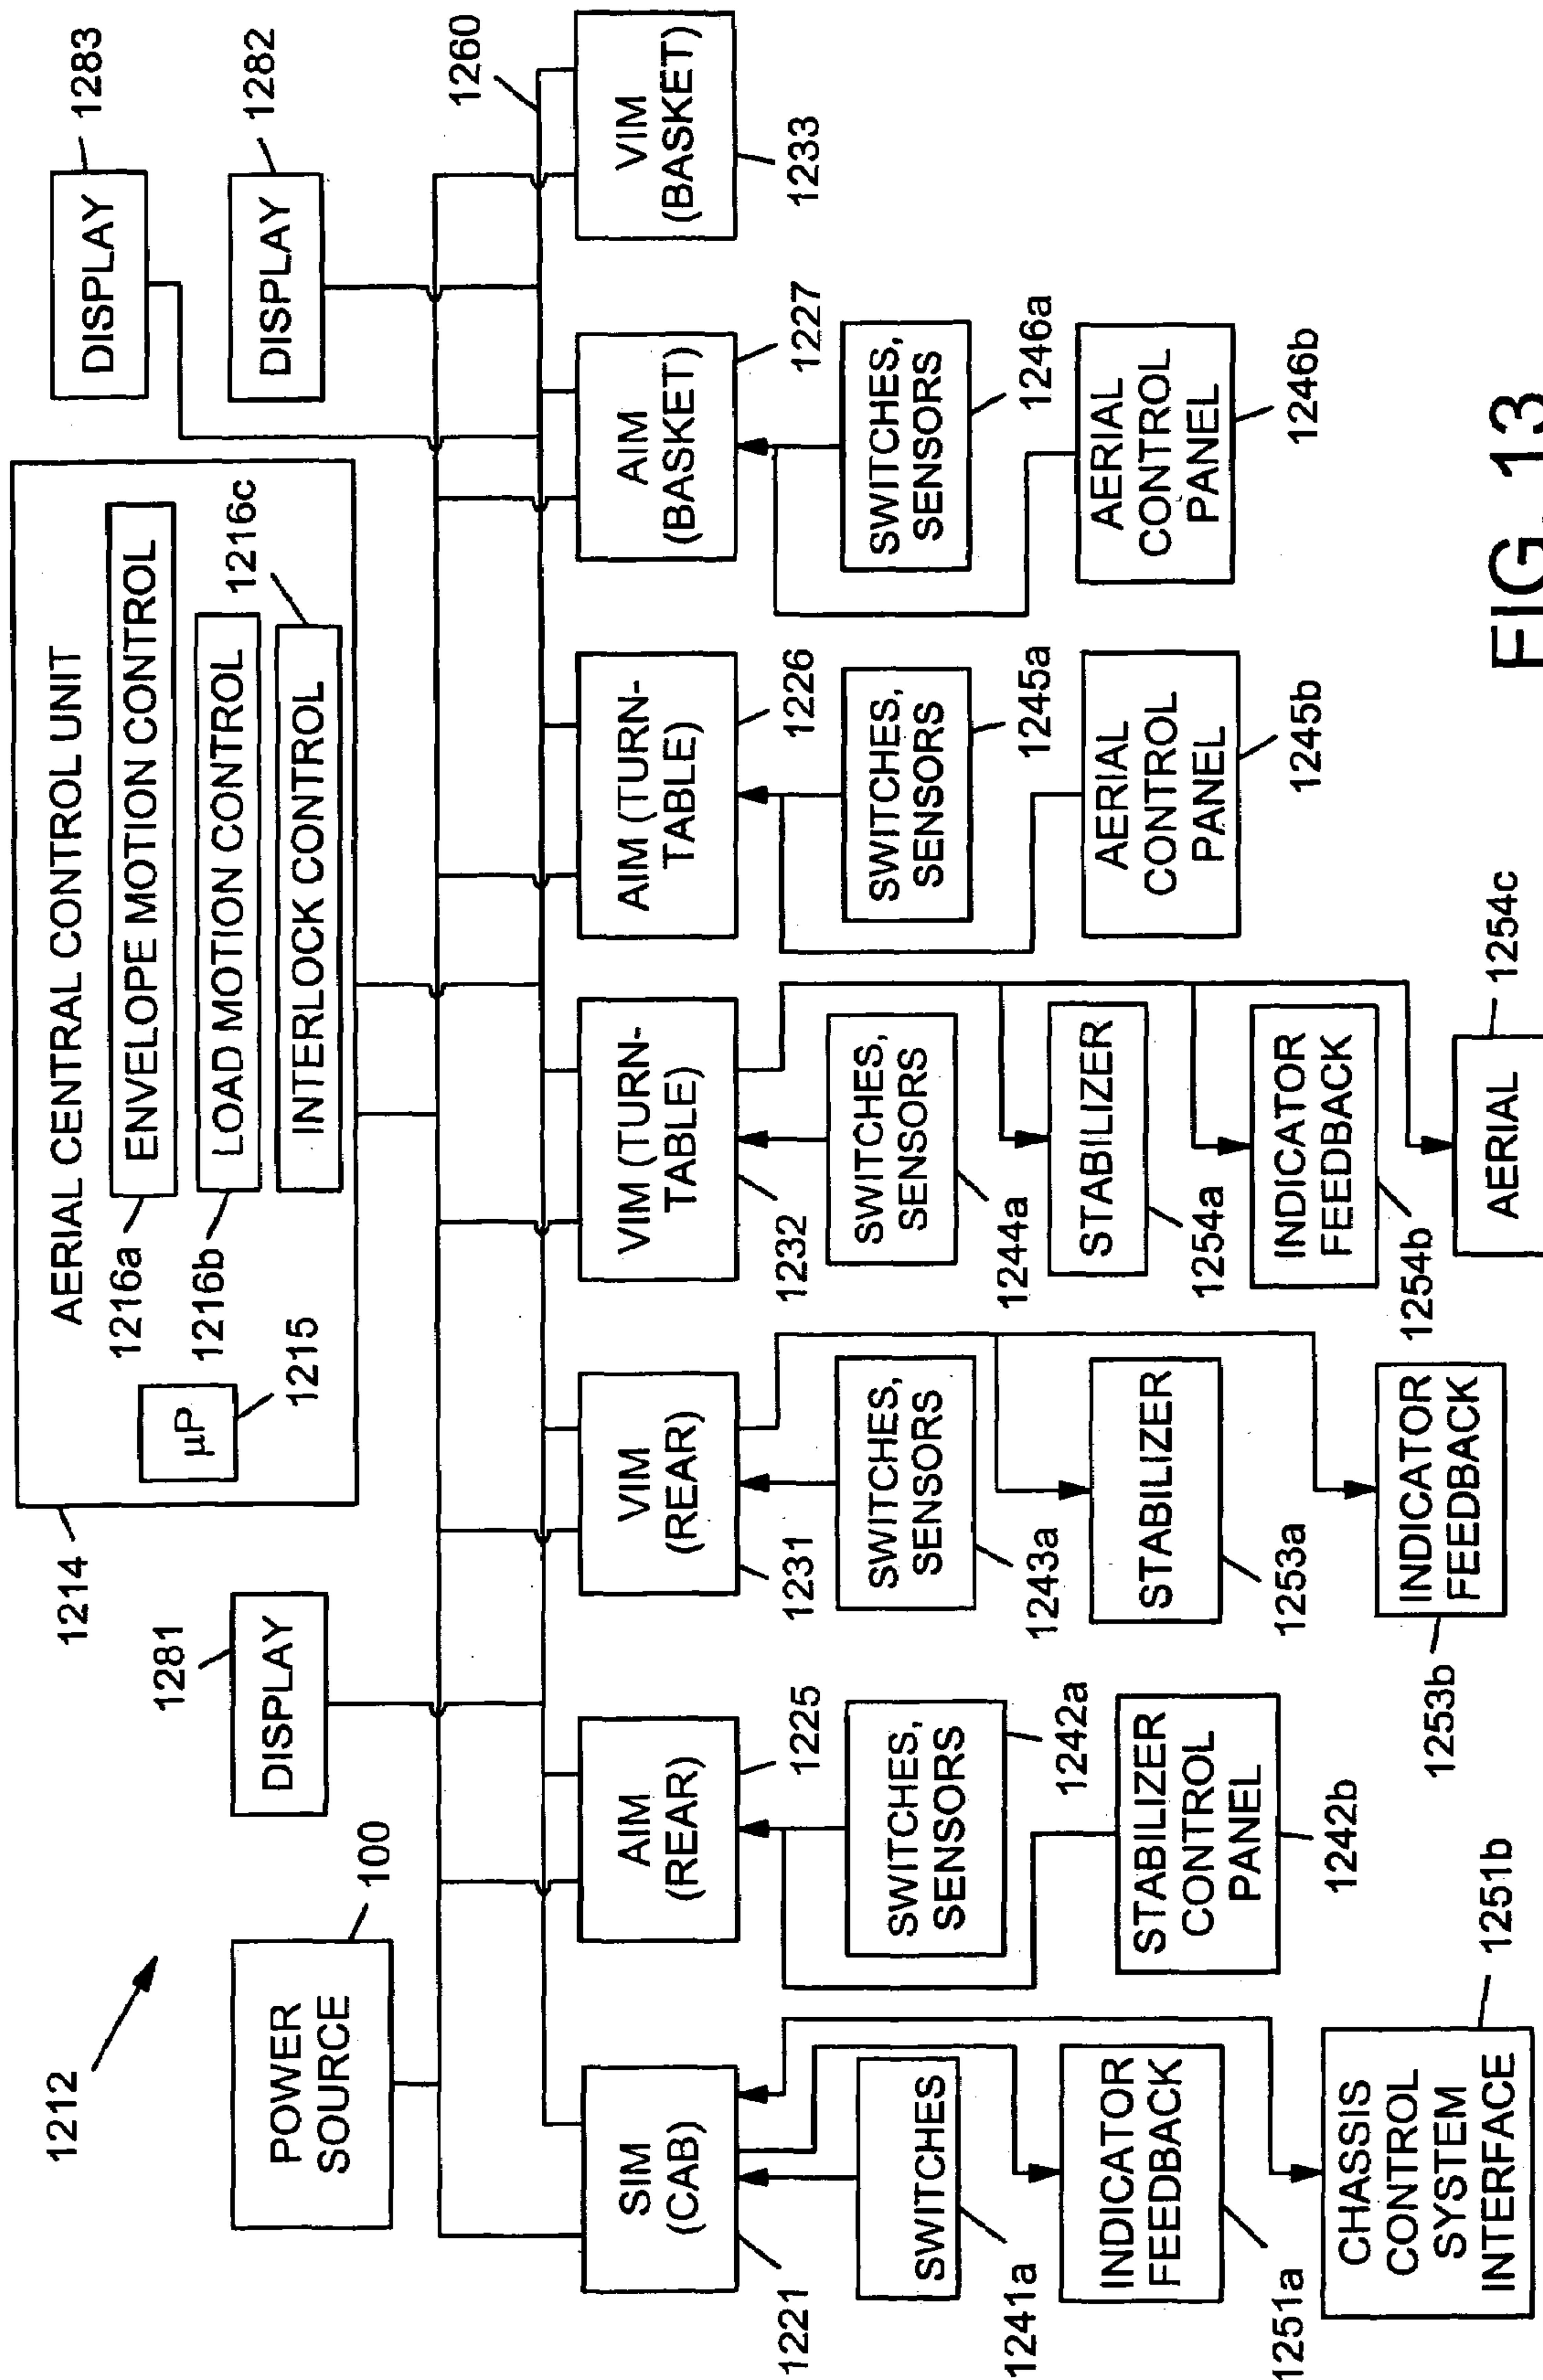 1212
POWER
SOURCE
100
DISPLAY
1281
1214
AERIAL CENTRAL CONTROL UNIT
µP
1215
1216a
ENVELOPE MOTION CONTROL
1216b
LOAD MOTION CONTROL
1216c
INTERLOCK CONTROL
DISPLAY
1283
DISPLAY
1282
1260
SIM
(CAB)
1221
AIM
(REAR)
1225
VIM
(REAR)
1231
VIM (TURN-
TABLE)
1232
AIM (TURN-
TABLE)
1226
AIM
(BASKET)
1227
VIM
(BASKET)
1233
SWITCHES
1241a
INDICATOR
FEEDBACK
1251a
CHASSIS
CONTROL
SYSTEM
INTERFACE
1251b
SWITCHES,
SENSORS
1242a
STABILIZER
CONTROL
PANEL
1242b
SWITCHES,
SENSORS
1243a
STABILIZER
1253a
INDICATOR
FEEDBACK
1253b
SWITCHES,
SENSORS
1244a
STABILIZER
1254a
INDICATOR
FEEDBACK
1254b
AERIAL
1254c
SWITCHES,
SENSORS
1245a
AERIAL
CONTROL
PANEL
1245b
SWITCHES,
SENSORS
1246a
AERIAL
CONTROL
PANEL
1246b
FIG. 13